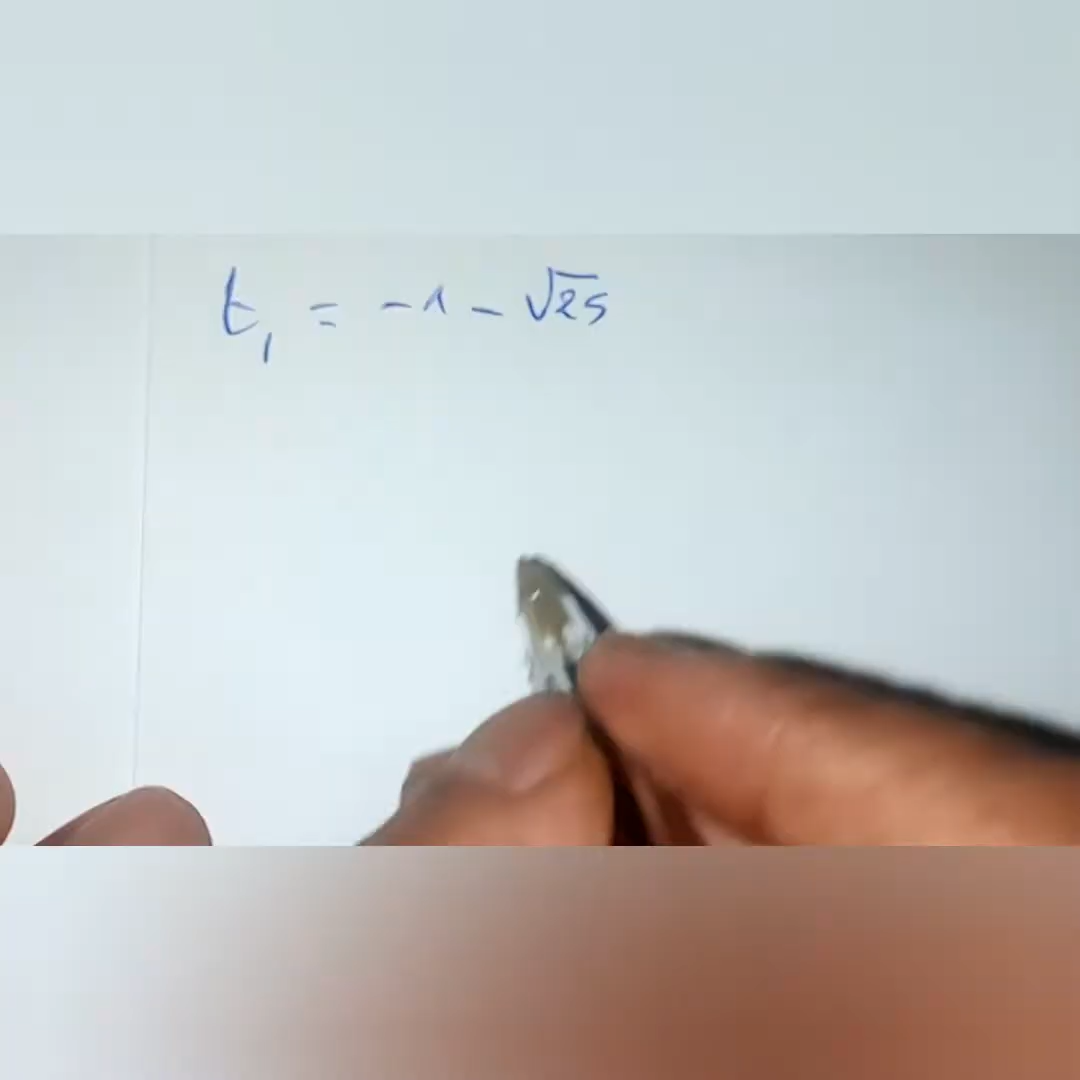 t₁ = -1 - √25